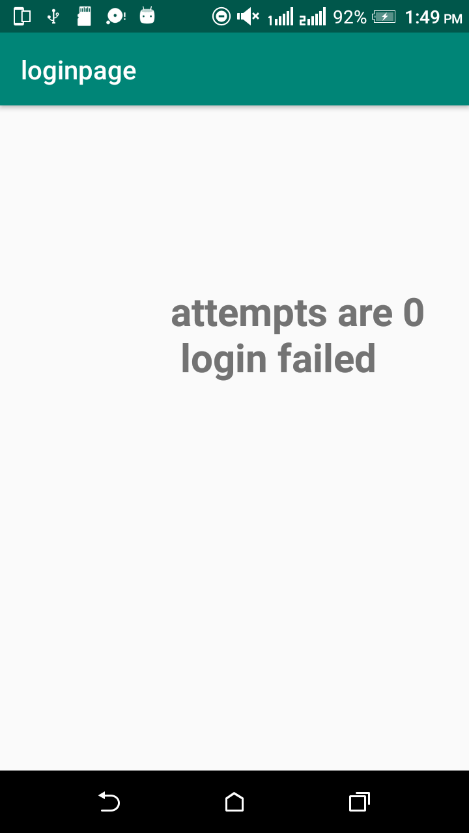 92% 1:49 PM
loginpage
attempts are 0
login failed